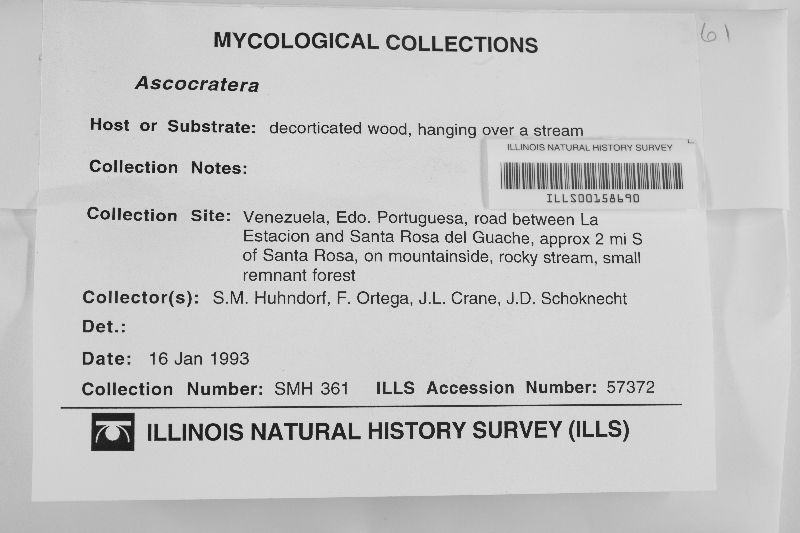 61
MYCOLOGICAL COLLECTIONS
Ascocratera
Host or Substrate: decorticated wood, hanging over a stream
ILLINOIS NATURAL HISTORY SURVEY
ILLS00158690
Collection Notes:
Collection Site: Venezuela, Edo. Portuguesa, road between La
Estacion and Santa Rosa del Guache, approx 2 mi S
of Santa Rosa, on mountainside, rocky stream, small
remnant forest
Collector(s): S.M. Huhndorf, F. Ortega, J.L. Crane, J.D. Schoknecht
Det.:
Date: 16 Jan 1993
Collection Number: SMH 361 ILLS Accession Number: 57372
ILLINOIS NATURAL HISTORY SURVEY (ILLS)